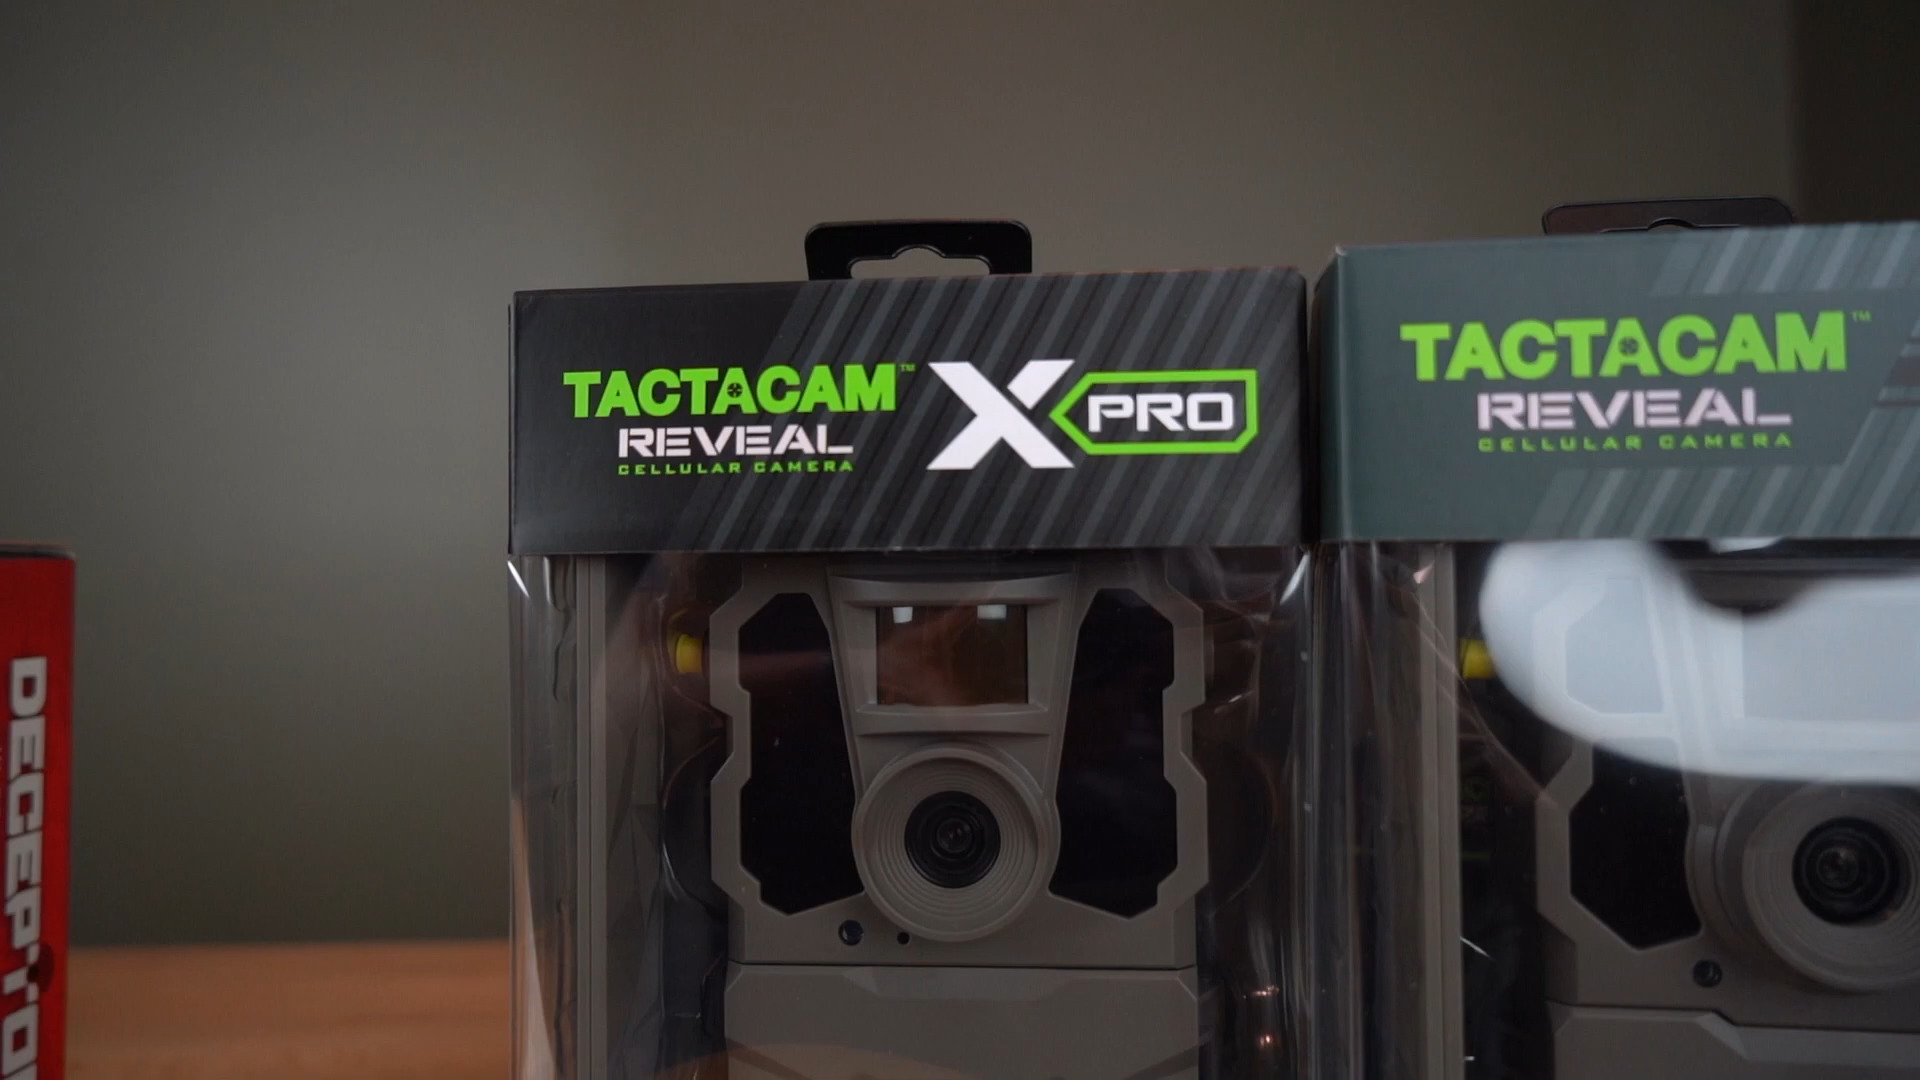 TACTACAM™
REVEAL
CELLULAR CAMERA
X PRO
TACTACAM™
REVEAL
CELLULAR CAMERA